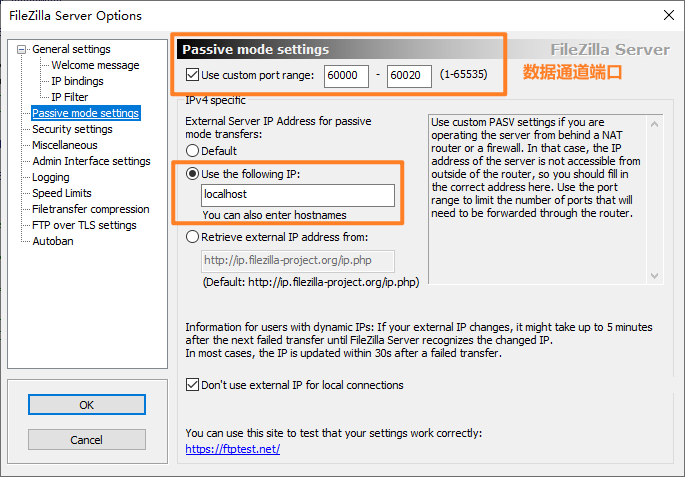 FileZilla Server Options
General settings
Welcome message
IP bindings
IP Filter
Passive mode settings
Security settings
Miscellaneous
Admin Interface settings
Logging
Speed Limits
Filetransfer compression
FTP over TLS settings
Autoban
OK
Cancel
Passive mode settings
FileZilla Server
Use custom port range: 60000 - 60020 (1-65535)
数据通道端口
IPv4 specific
External Server IP Address for passive
mode transfers:
Default
Use the following IP:
localhost
You can also enter hostnames
Retrieve external IP address from:
http://ip.filezilla-project.org/ip.php
(Default: http://ip.filezilla-project.org/ip.php)
Use custom PASV settings if you are
operating the server from behind a NAT
router or a firewall. In that case, the IP
address of the server is not accessible from
outside of the router, so you should fill in
the correct address here. Use the port
range to limit the number of ports that
will need to be forwarded through the router.
Information for users with dynamic IPs: If your external IP changes, it might take up to 5 minutes
after the next failed transfer until FileZilla Server recognizes the changed IP.
In most cases, the IP is updated within 30s after a failed transfer.
Don't use external IP for local connections
You can use this site to test that your settings work correctly:
https://ftptest.net/